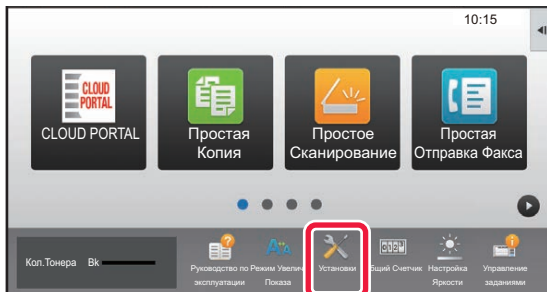 10:15
CLOUD
PORTAL
CLOUD PORTAL
Простая
Копия
Простое
Сканирование
Простая
Отправка Факса
Кол.Тонера Bk
Руководство по
эксплуатации
Режим Увелич
Показа
Установки
бщий Счетчик
Настройка
Яркости
Управление
заданиями